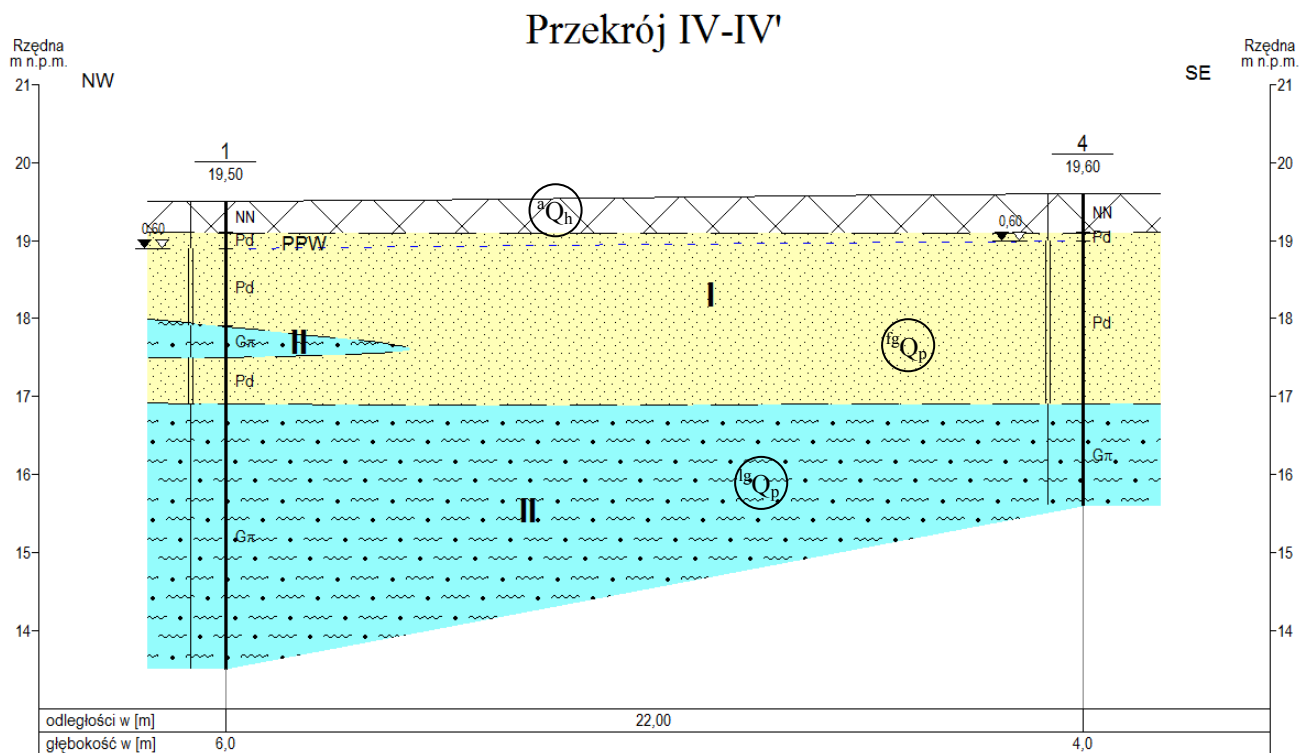 Przekrój IV-IV'
Rzędna
m n.p.m.
Rzędna
m n.p.m.
NW
SE
21
21
20
20
19
19
18
18
17
17
16
16
15
15
14
14
1
19,50
4
19,60
NN
aQh
NN
0,60
Pd
PPW
0,60
Pd
Pd
I
Pd
Gπ
II
fgQp
Pd
Gπ
lgQp
II
Gπ
odległości w [m]
22,00
głębokość w [m]
6,0
4,0